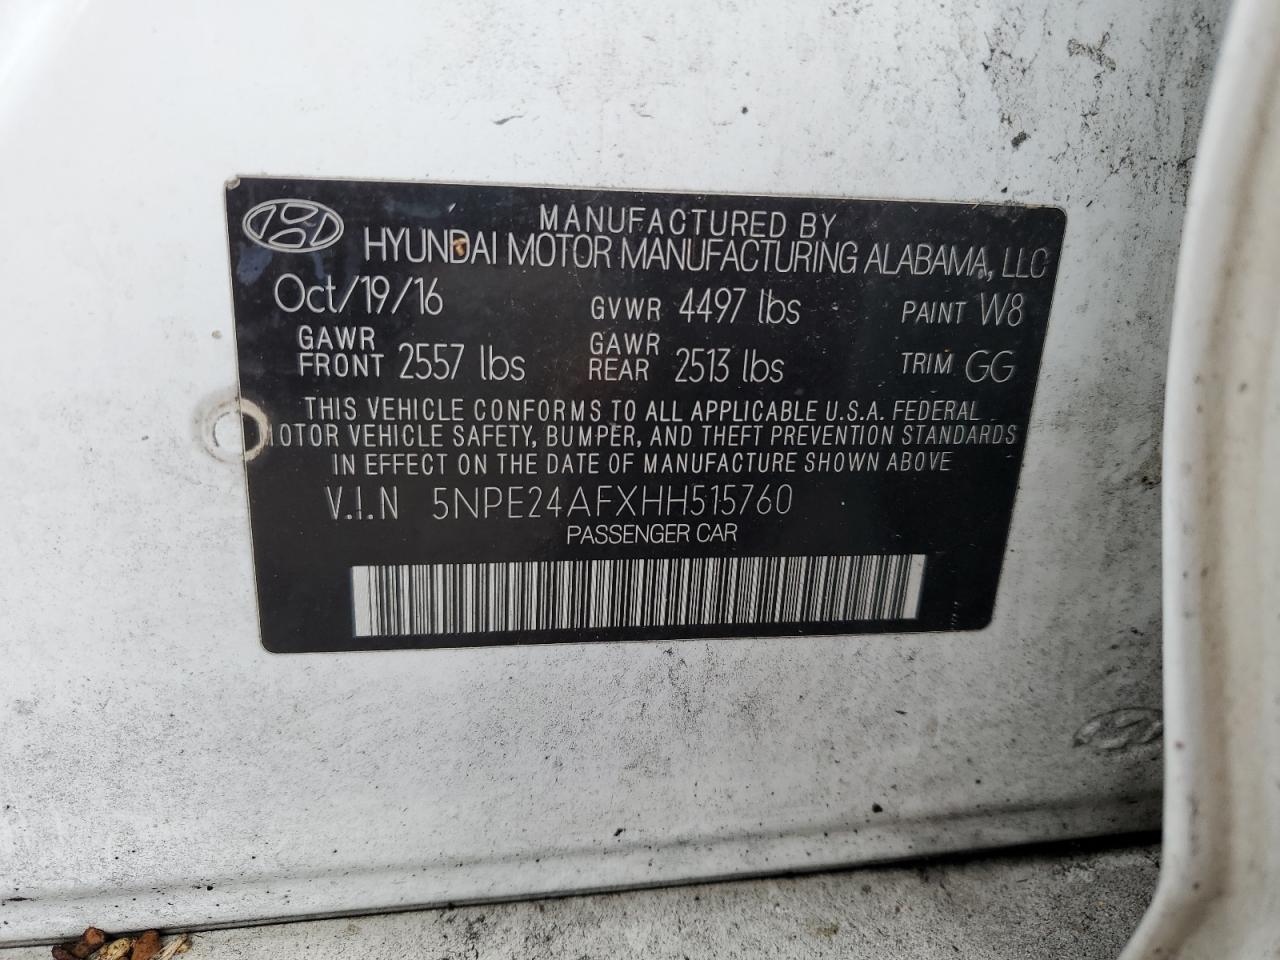 MANUFACTURED BY
HYUNDAI MOTOR MANUFACTURING ALABAMA, LLC
Oct/19/16 GVWR 4497 lbs PAINT W8
GAWR FRONT 2557 lbs GAWR REAR 2513 lbs TRIM GG
THIS VEHICLE CONFORMS TO ALL APPLICABLE U.S.A. FEDERAL
MOTOR VEHICLE SAFETY, BUMPER, AND THEFT PREVENTION STANDARDS
IN EFFECT ON THE DATE OF MANUFACTURE SHOWN ABOVE
V.I.N 5NPE24AFXHH515760
PASSENGER CAR